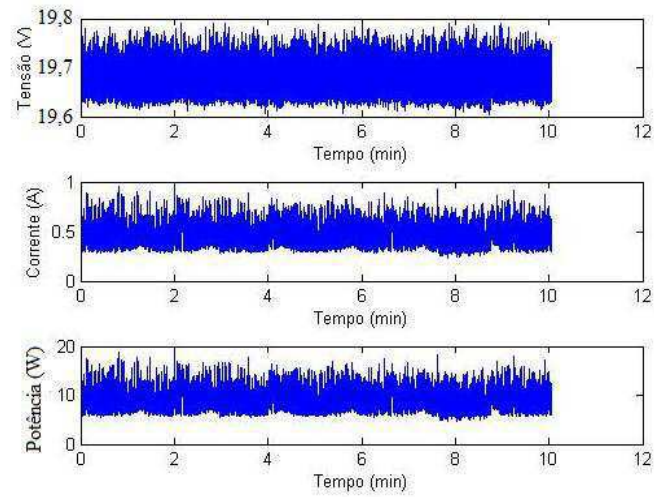 19,8
19,7
19,6
Tensão (V)
0 2 4 6 8 10 12
Tempo (min)
1
0.5
0
Corrente (A)
0 2 4 6 8 10 12
Tempo (min)
20
10
0
Potência (W)
0 2 4 6 8 10 12
Tempo (min)